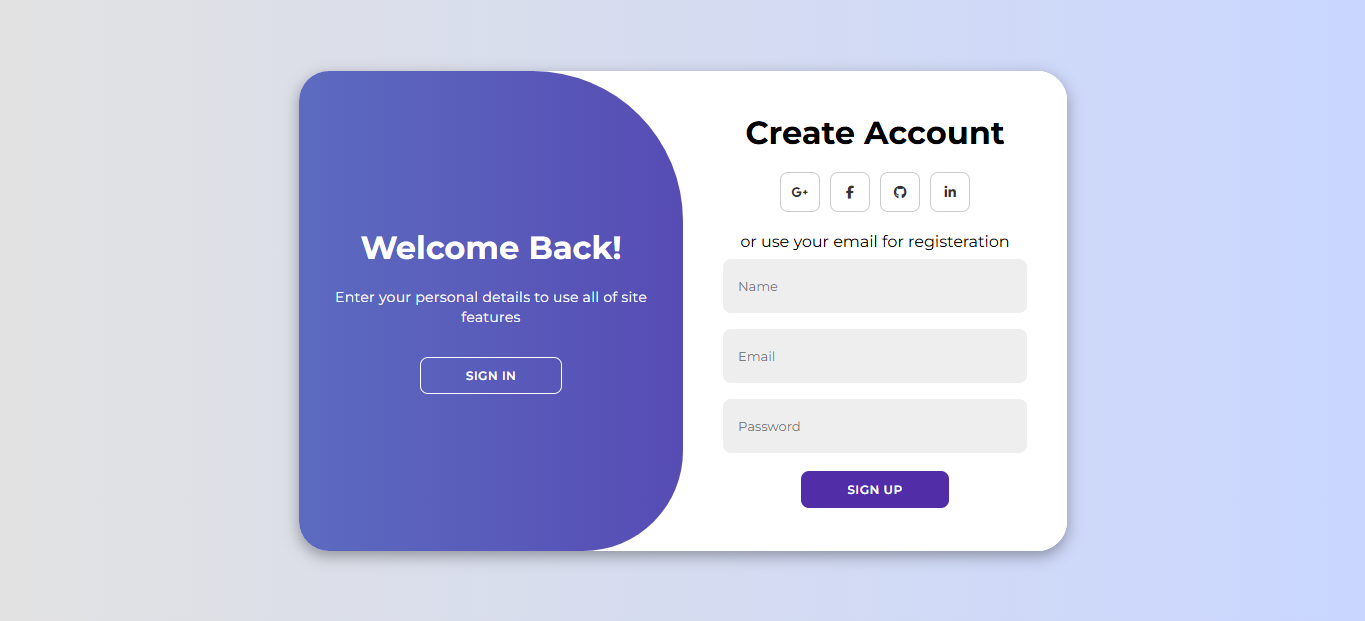 Welcome Back!
Enter your personal details to use all of site
features
SIGN IN
Create Account
G+
f
in
or use your email for registeration
Name
Email
Password
SIGN UP